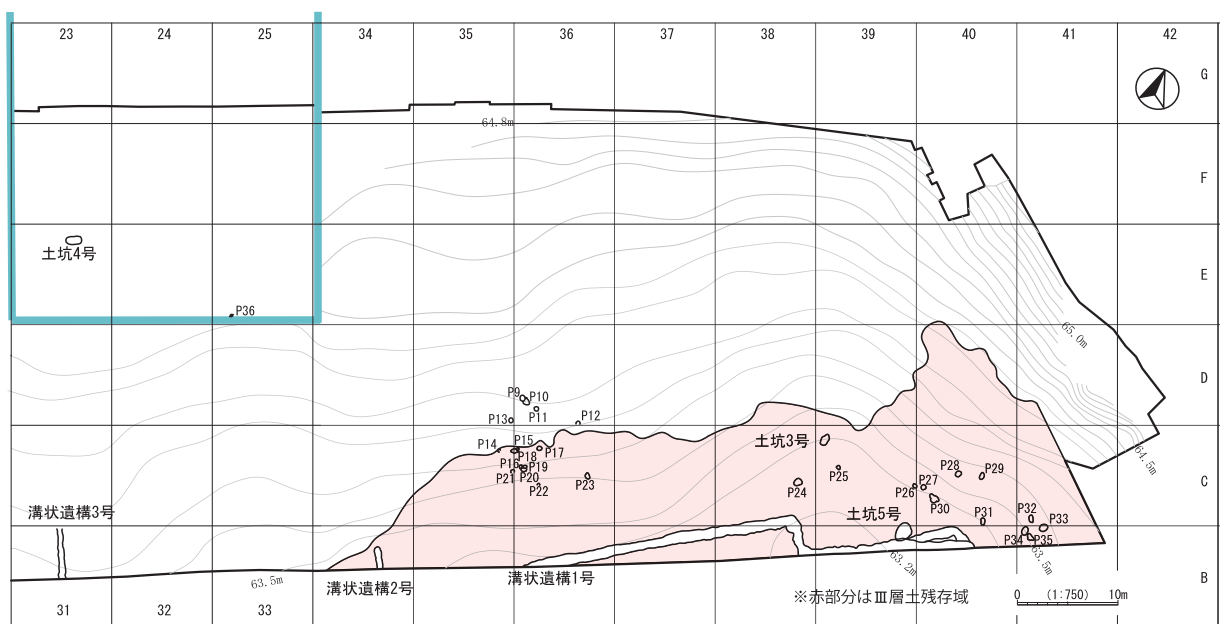 23 24 25 34 35 36 37 38 39 40 41 42
G
64.8m
F
土坑4号
E
P36
65.0m
D
P9
P10
P11
P12
P13
土坑3号
P14
P15
P17
P18
P16
P19
P20
P21
P22
P23
P24
P25
P26
P27
P28
P29
P30
64.5m
C
溝状遺構3号
土坑5号
P31
P32
P33
P34
P35
63.5m
63.2m
63.5m
溝状遺構2号
溝状遺構1号
B
※赤部分はⅢ層土残存域
0 (1:750) 10m
31 32 33